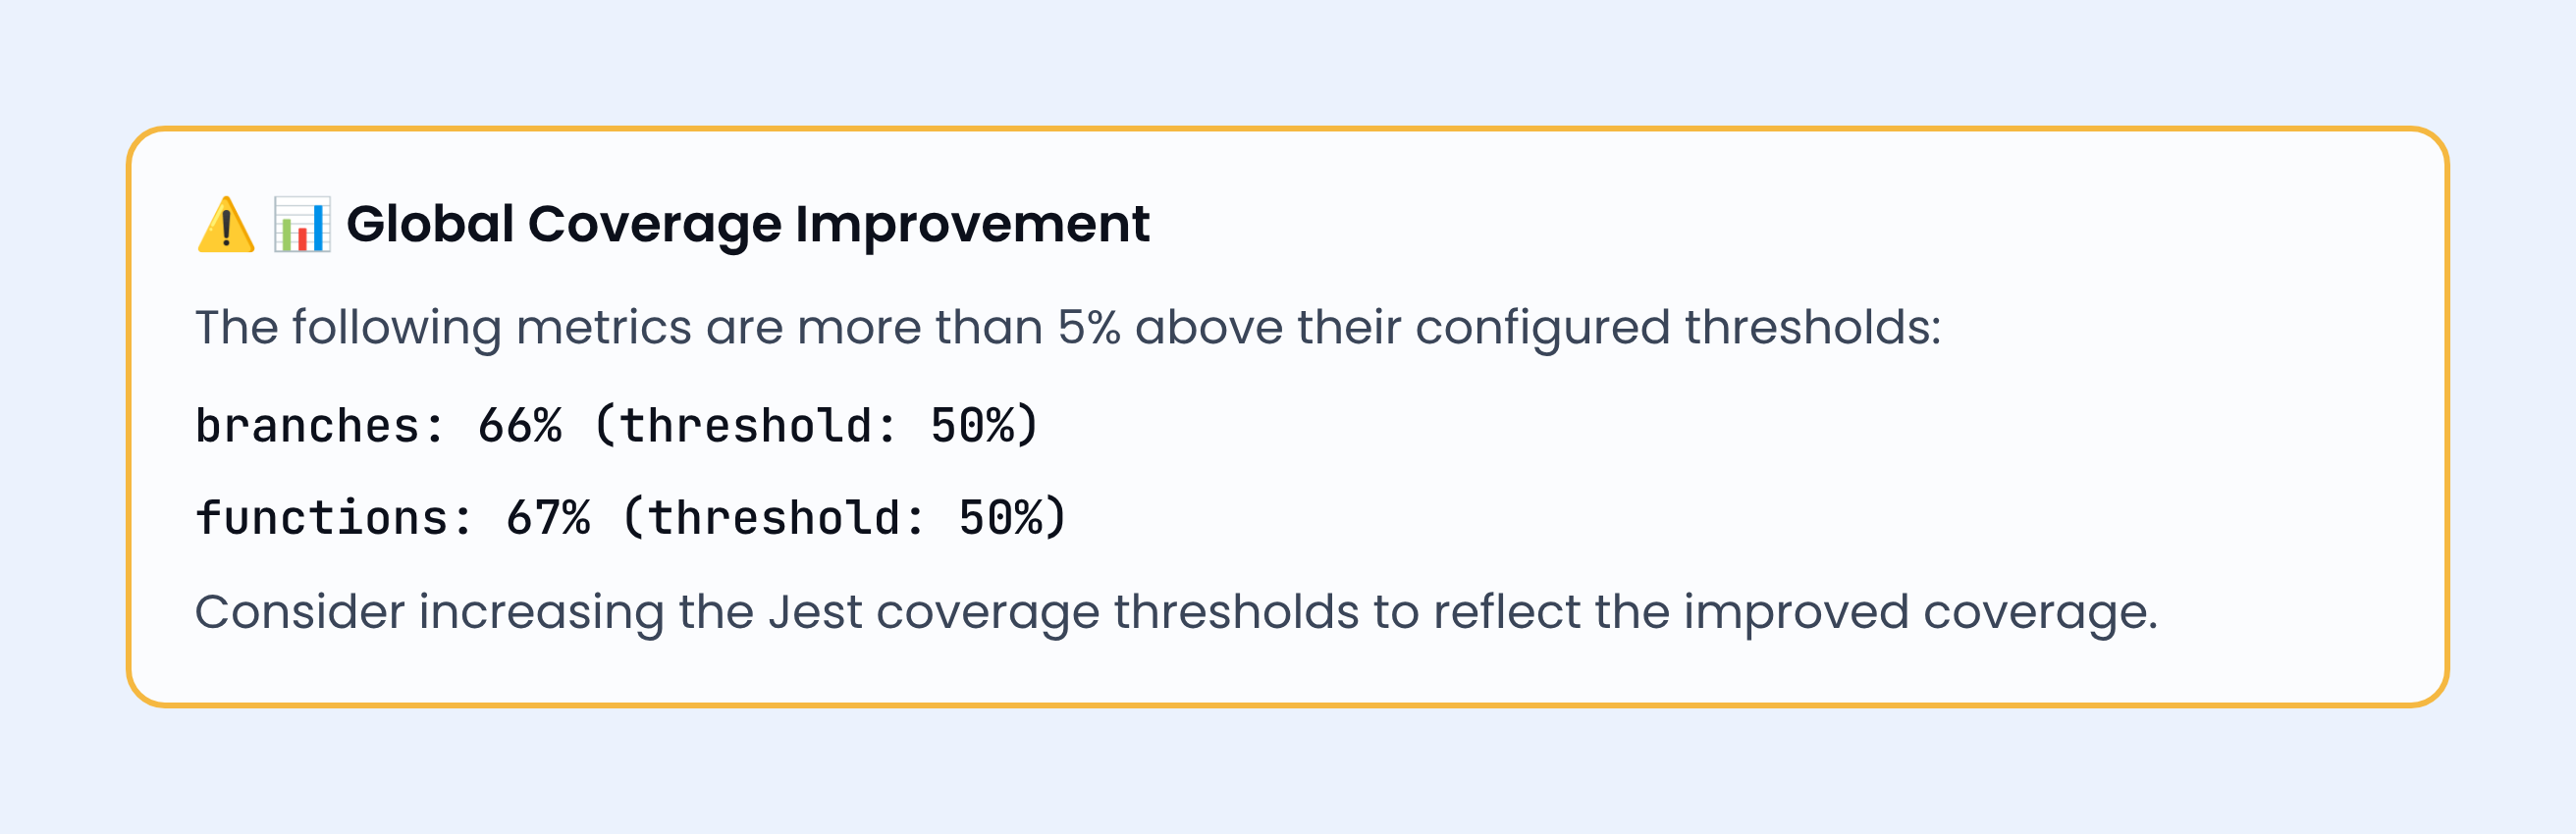 ⚠️ 📊 Global Coverage Improvement
The following metrics are more than 5% above their configured thresholds:
branches: 66% (threshold: 50%)
functions: 67% (threshold: 50%)
Consider increasing the Jest coverage thresholds to reflect the improved coverage.